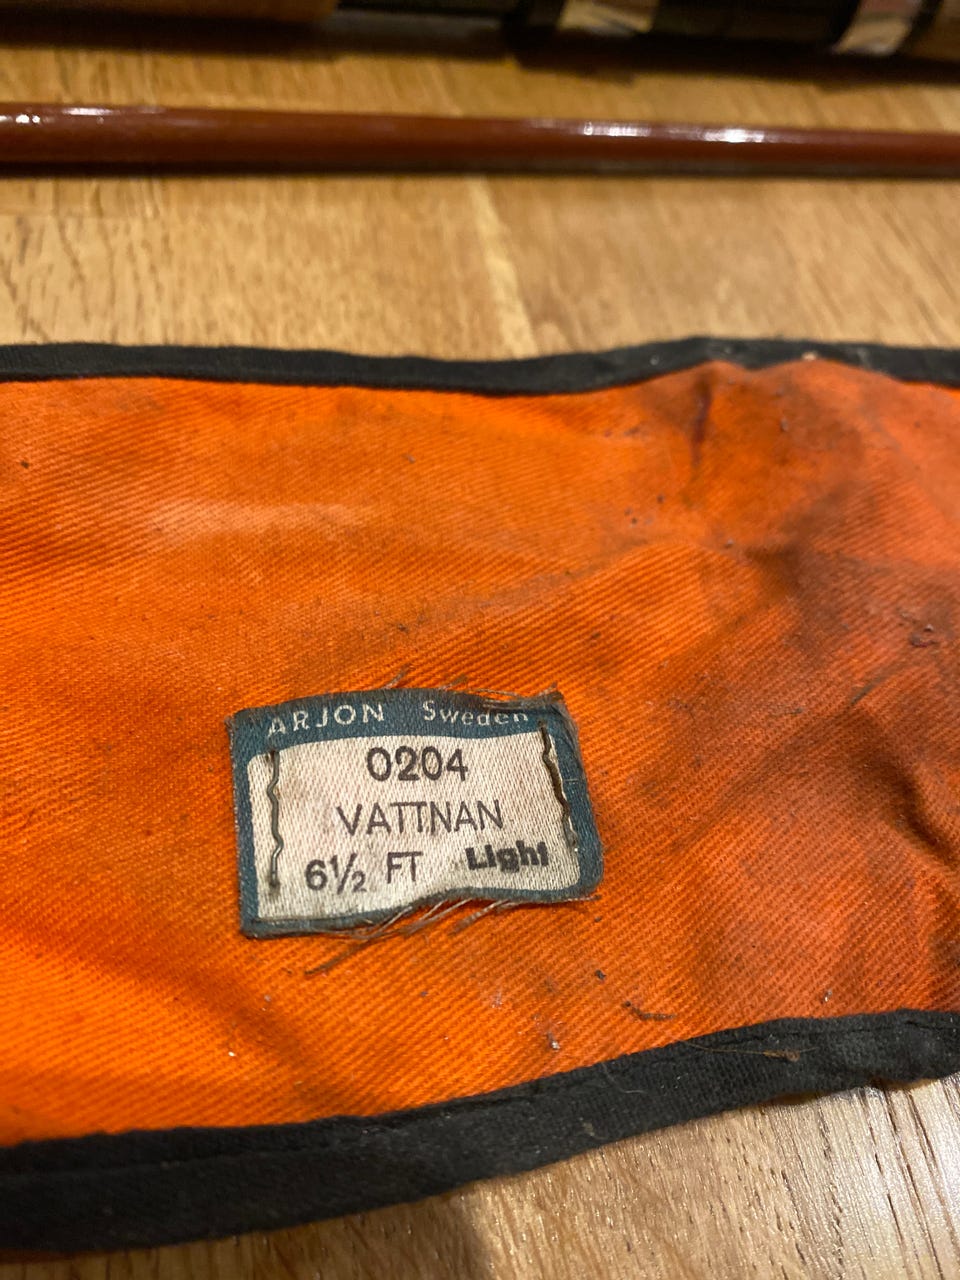 ARJON Sweden
0204
VATTNAN
6½ FT Light